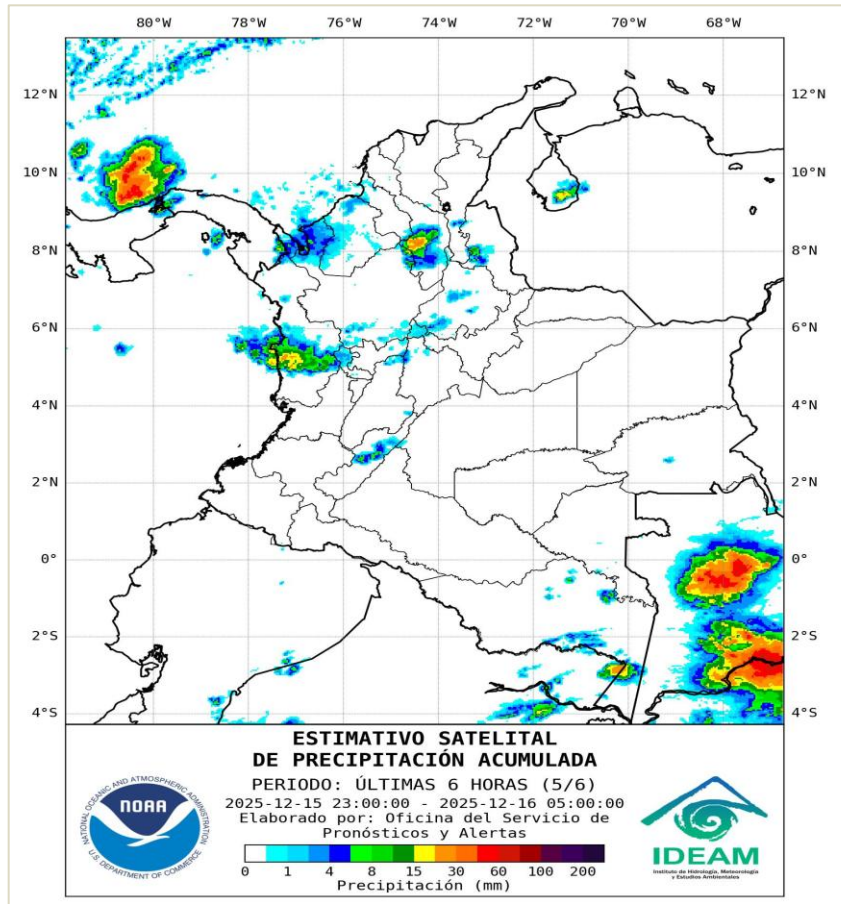 80°W 78°W 76°W 74°W 72°W 70°W 68°W
12°N 12°N
10°N 10°N
8°N 8°N
6°N 6°N
4°N 4°N
2°N 2°N
0° 0°
2°S 2°S
4°S 4°S
ESTIMATIVO SATELITAL
DE PRECIPITACIÓN ACUMULADA
PERIODO: ÚLTIMAS 6 HORAS (5/6)
2025-12-15 23:00:00 - 2025-12-16 05:00:00
Elaborado por: Oficina del Servicio de
Pronósticos y Alertas
0 1 4 8 15 30 60 100 200
Precipitación (mm)
NATIONAL OCEANIC AND ATMOSPHERIC ADMINISTRATION
NOAA
U.S. DEPARTMENT OF COMMERCE
IDEAM
Instituto de Hidrología, Meteorología
y Estudios Ambientales